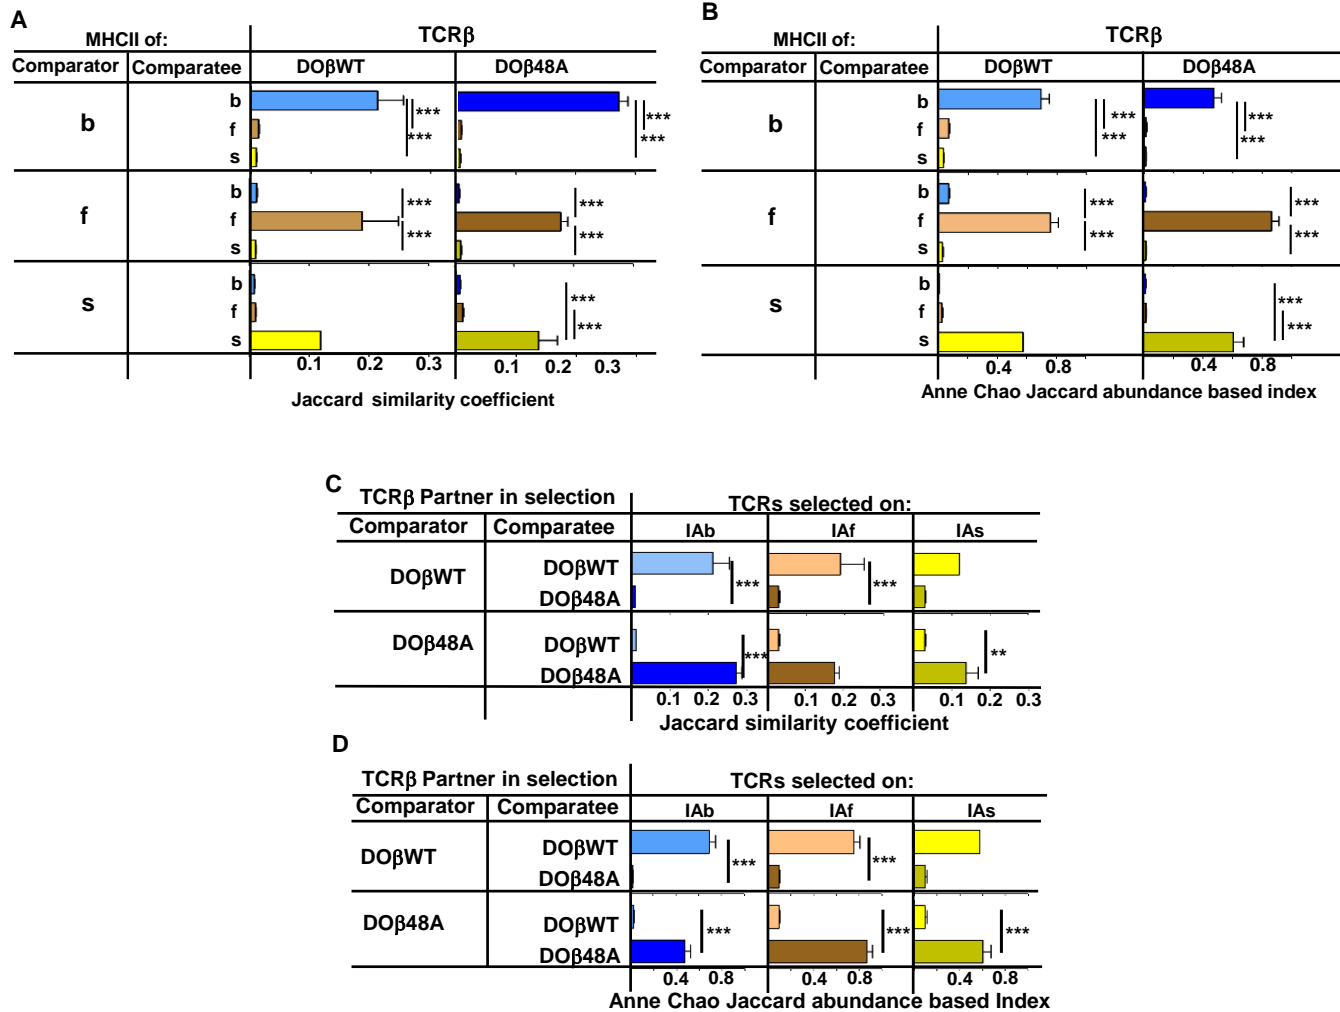 A
MHCII of: TCRβ
Comparator Comparatee DOβWT DOβ48A
b
b
f
s
*** *** *** ***
f
b
f
s
*** *** *** ***
s
b
f
s
*** ***
0.1 0.2 0.3 0.1 0.2 0.3
Jaccard similarity coefficient
B
MHCII of: TCRβ
Comparator Comparatee DOβWT DOβ48A
b
b
f
s
*** *** *** ***
f
b
f
s
*** *** *** ***
s
b
f
s
*** ***
0.4 0.8 0.4 0.8
Anne Chao Jaccard abundance based index
C
TCRβ Partner in selection TCRs selected on:
Comparator Comparatee IAb IAf IAs
DOβWT
DOβWT
DOβ48A
*** ***
DOβ48A
DOβWT
DOβ48A
*** **
0.1 0.2 0.3 0.1 0.2 0.3 0.1 0.2 0.3
Jaccard similarity coefficient
D
TCRβ Partner in selection TCRs selected on:
Comparator Comparatee IAb IAf IAs
DOβWT
DOβWT
DOβ48A
*** ***
DOβ48A
DOβWT
DOβ48A
*** *** ***
0.4 0.8 0.4 0.8 0.4 0.8
Anne Chao Jaccard abundance based Index